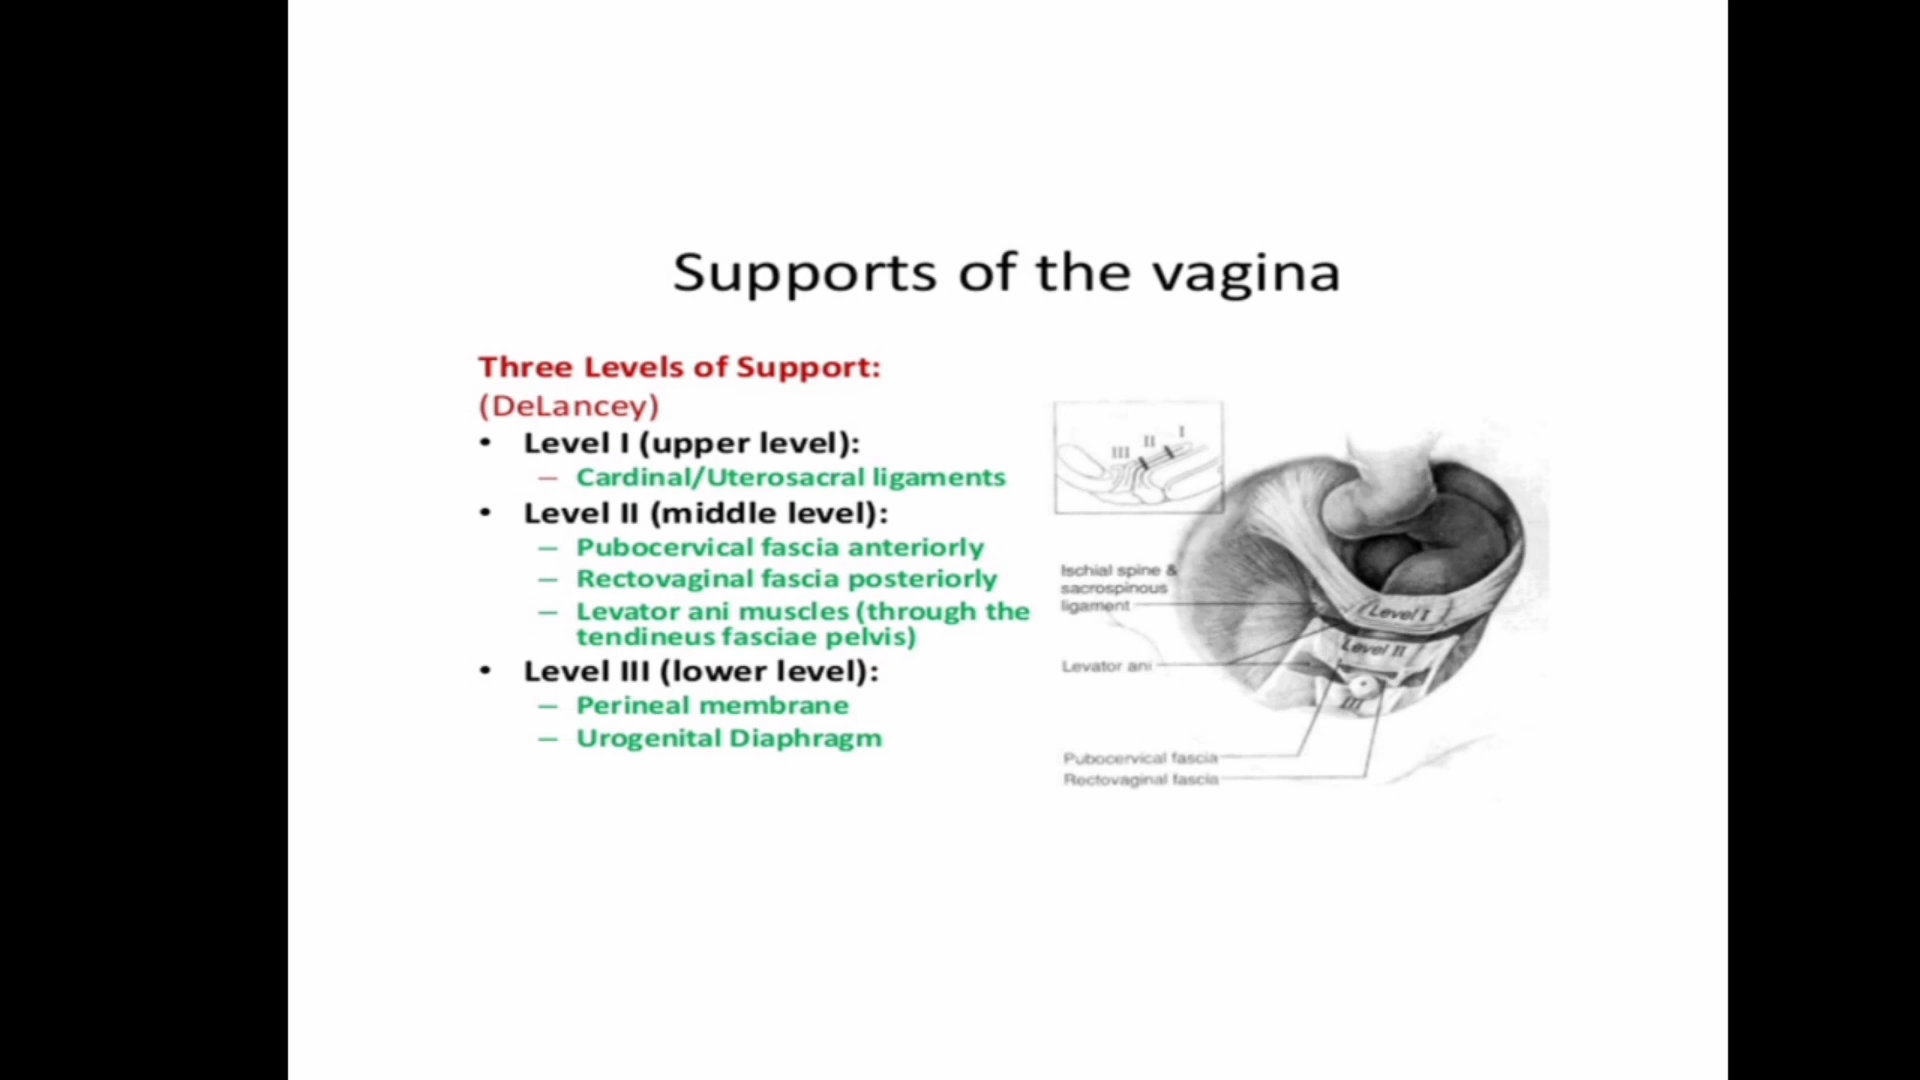 Supports of the vagina
Three Levels of Support:
(DeLancey)
• Level I (upper level):
– Cardinal/Uterosacral ligaments
• Level II (middle level):
– Pubocervical fascia anteriorly
– Rectovaginal fascia posteriorly
– Levator ani muscles (through the
tendineus fasciae pelvis)
• Level III (lower level):
– Perineal membrane
– Urogenital Diaphragm
I
II
III
Ischial spine &
sacrospinous
ligament
Level I
Level II
Levator ani
III
Pubocervical fascia
Rectovaginal fascia